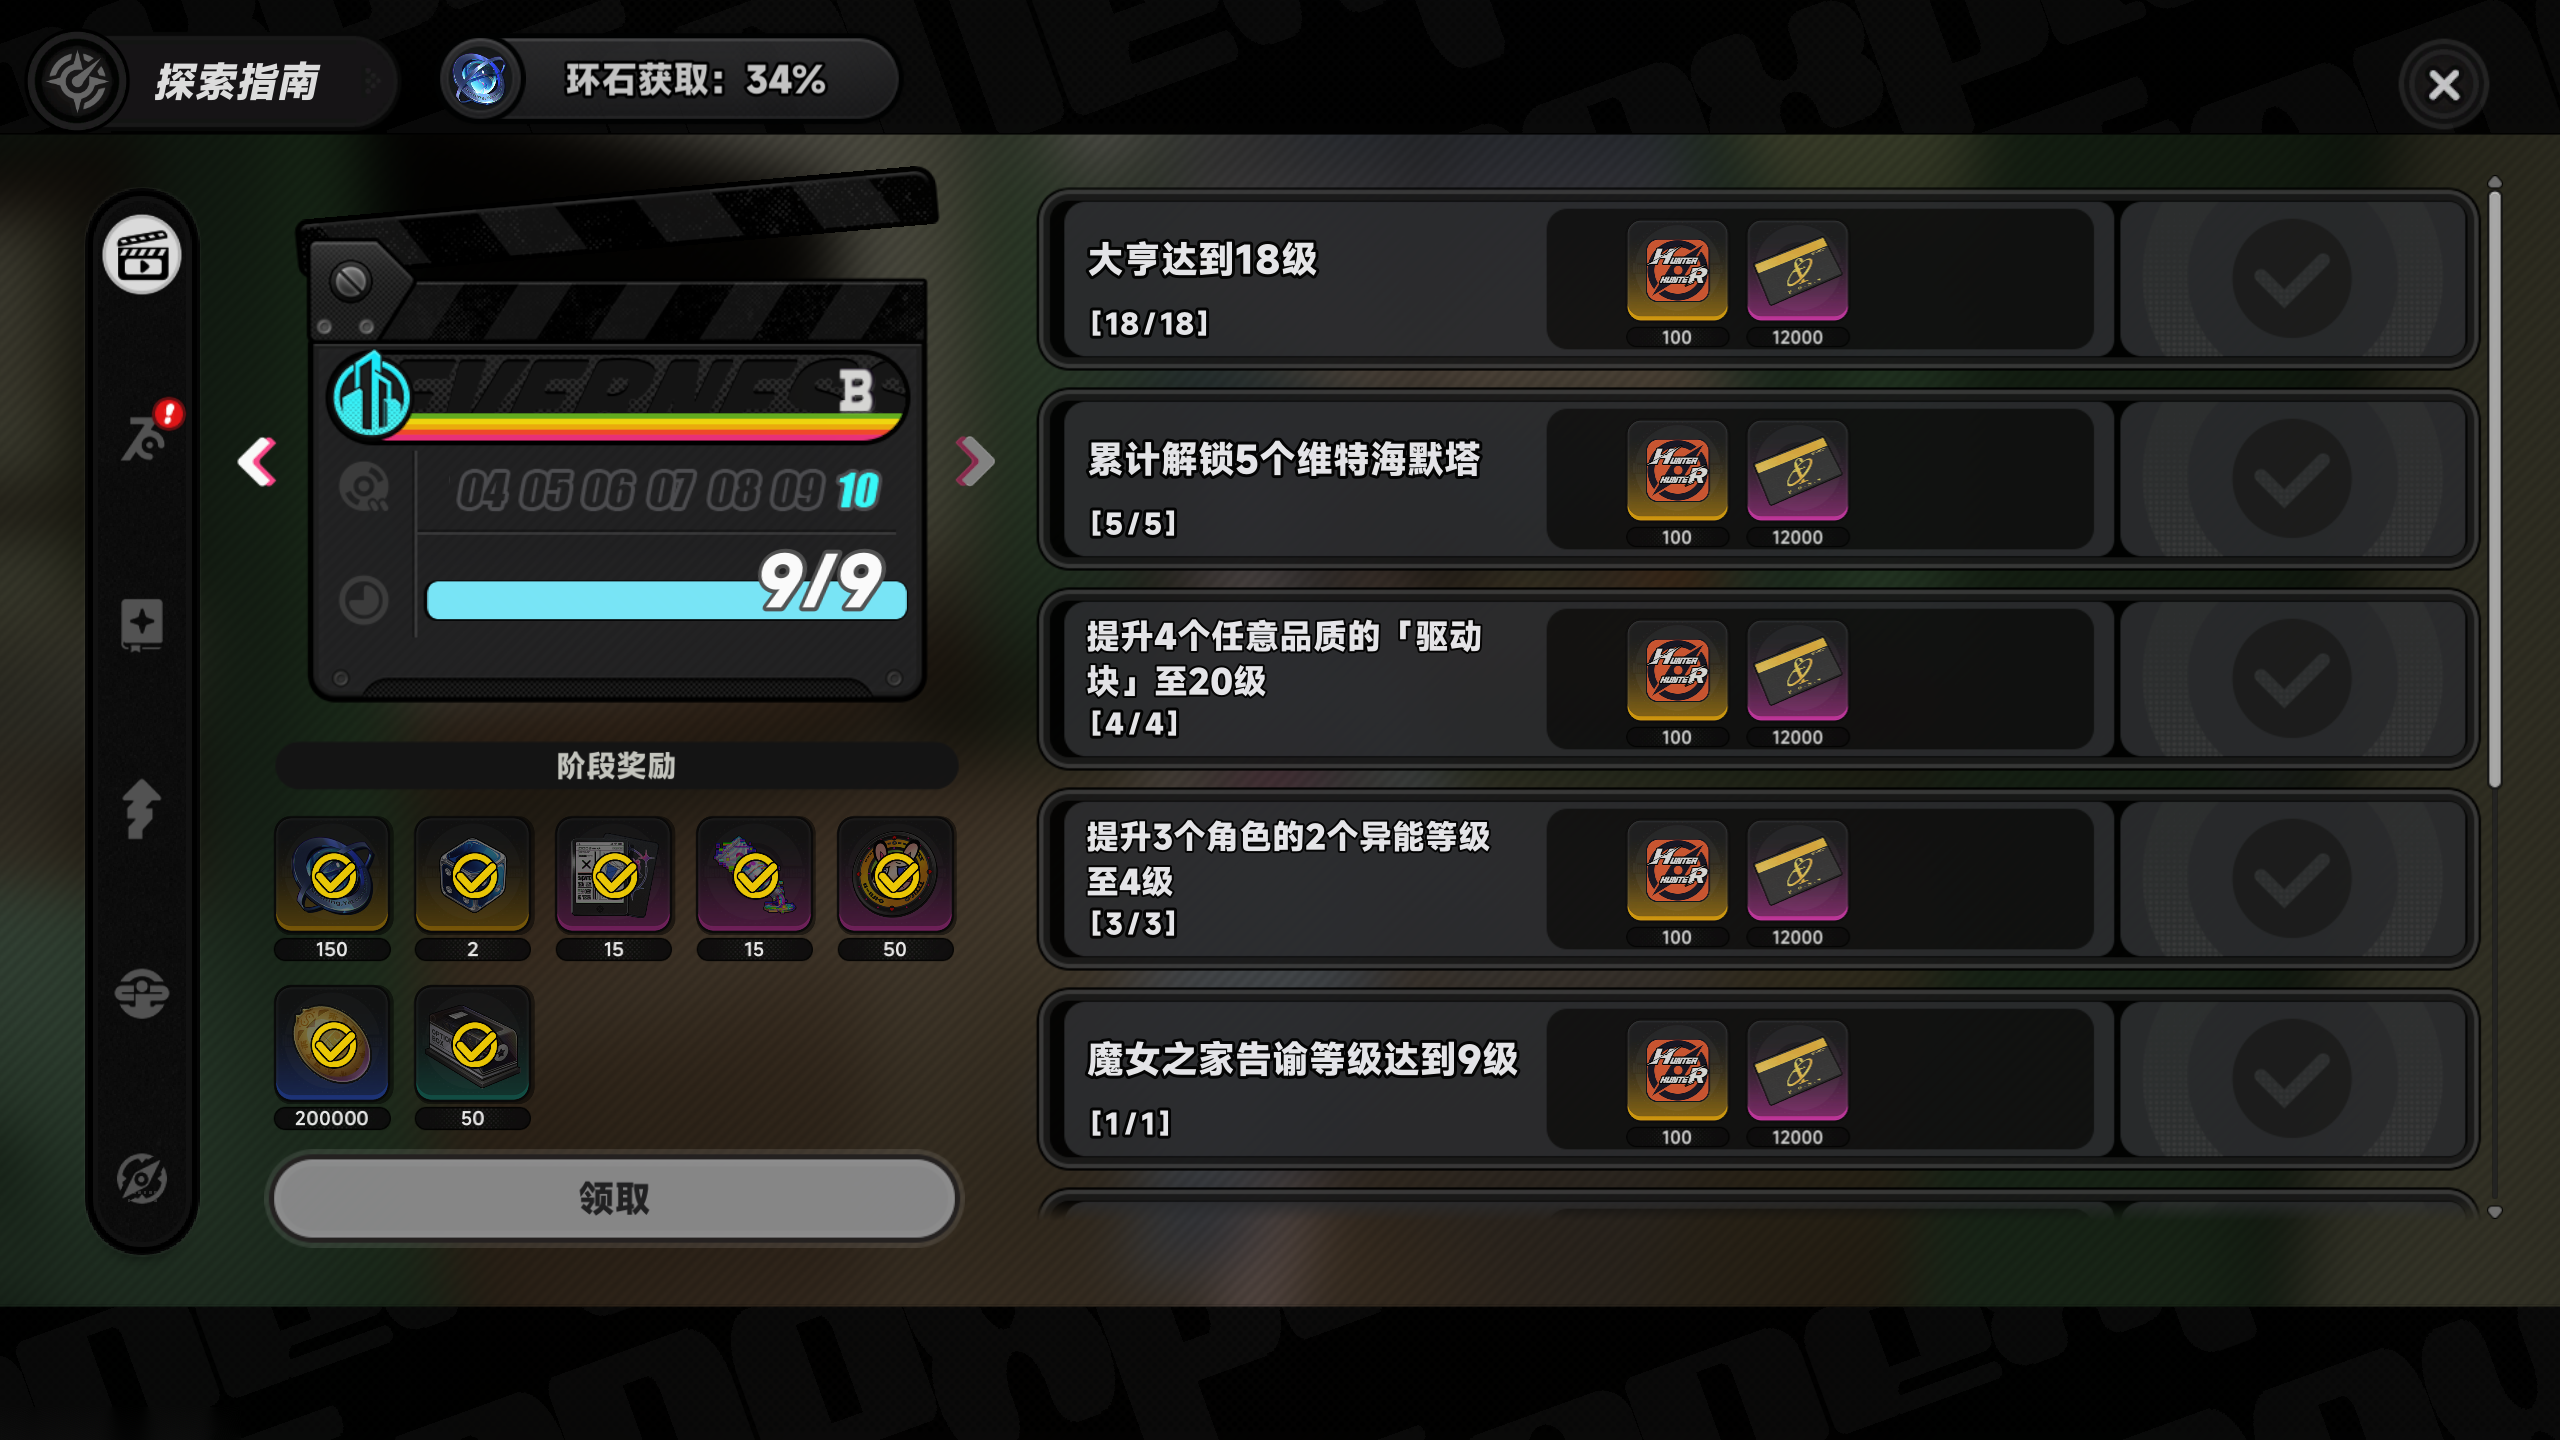 探索指南
环石获取：34%
B
04 05 06 07 08 09 10
9/9
阶段奖励
150
2
15
15
50
200000
50
领取
大亨达到18级
[18/18]
100
12000
累计解锁5个维特海默塔
[5/5]
100
12000
提升4个任意品质的「驱动
块」至20级
[4/4]
100
12000
提升3个角色的2个异能等级
至4级
[3/3]
100
12000
魔女之家告谕等级达到9级
[1/1]
100
12000